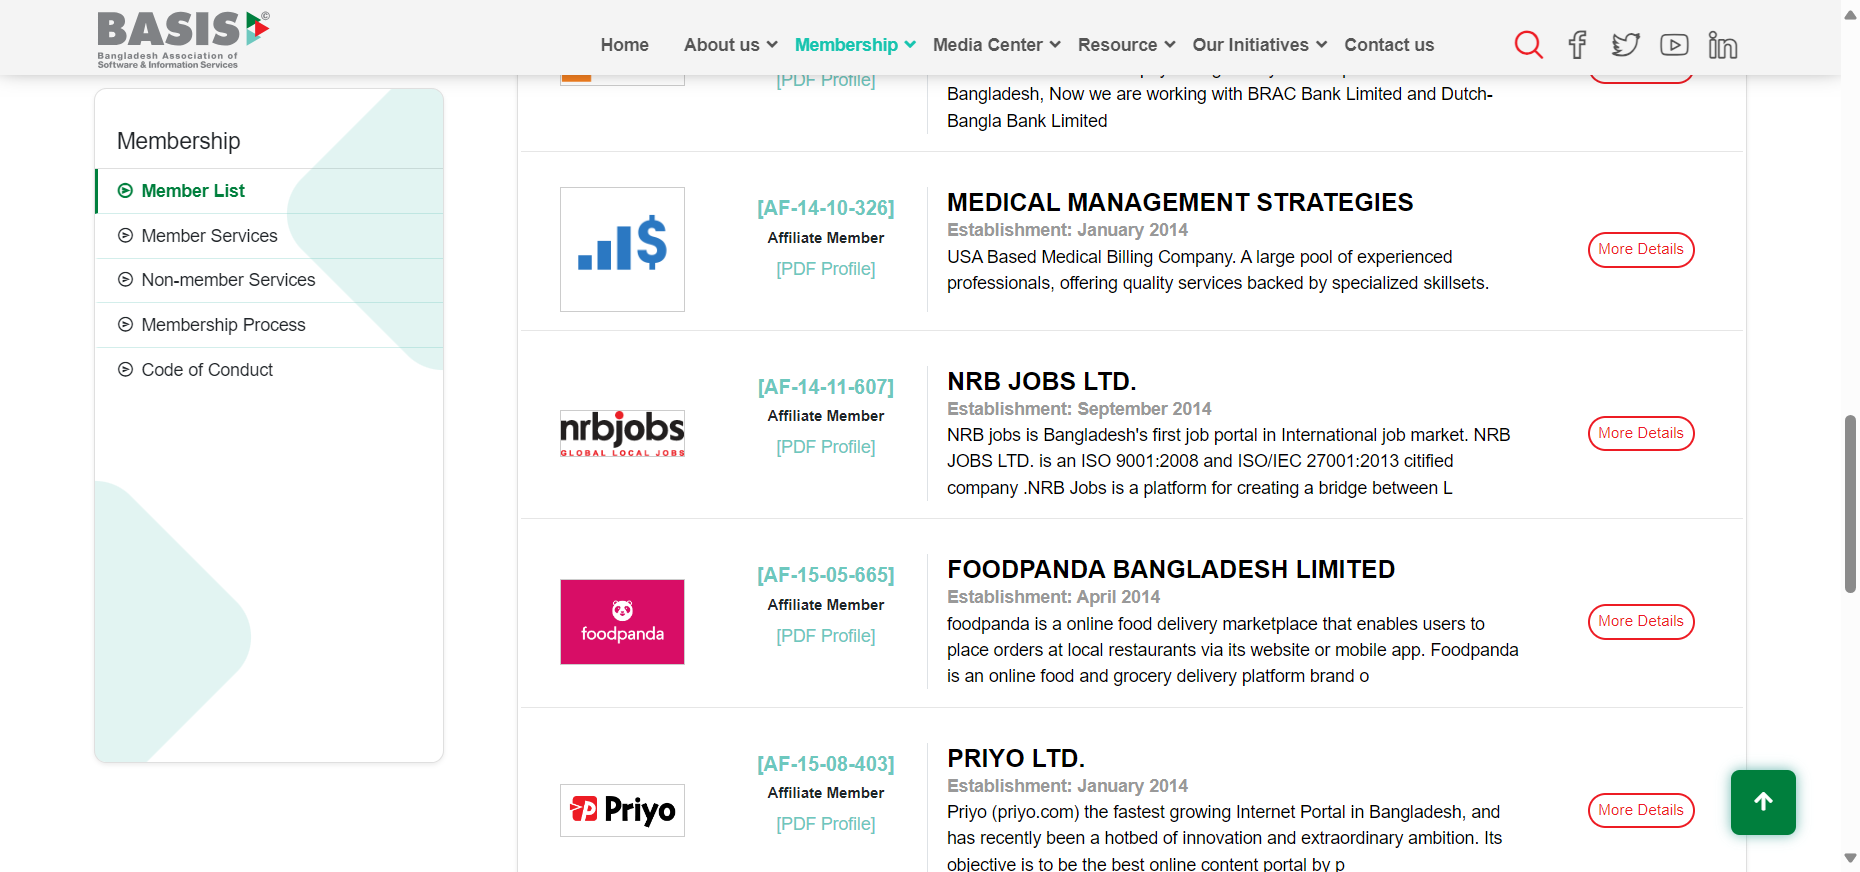 BASIS ©
Bangladesh Association of
Software & Information Services
Home
About us
Membership
Media Center
Resource
Our Initiatives
Contact us
Membership
Member List
Member Services
Non-member Services
Membership Process
Code of Conduct
[PDF Profile]
Bangladesh, Now we are working with BRAC Bank Limited and Dutch-
Bangla Bank Limited
[AF-14-10-326]
Affiliate Member
[PDF Profile]
MEDICAL MANAGEMENT STRATEGIES
Establishment: January 2014
USA Based Medical Billing Company. A large pool of experienced
professionals, offering quality services backed by specialized skillsets.
More Details
nrbjobs
GLOBAL LOCAL JOBS
[AF-14-11-607]
Affiliate Member
[PDF Profile]
NRB JOBS LTD.
Establishment: September 2014
NRB jobs is Bangladesh's first job portal in International job market. NRB
JOBS LTD. is an ISO 9001:2008 and ISO/IEC 27001:2013 citified
company .NRB Jobs is a platform for creating a bridge between L
More Details
foodpanda
[AF-15-05-665]
Affiliate Member
[PDF Profile]
FOODPANDA BANGLADESH LIMITED
Establishment: April 2014
foodpanda is a online food delivery marketplace that enables users to
place orders at local restaurants via its website or mobile app. Foodpanda
is an online food and grocery delivery platform brand o
More Details
Priyo
[AF-15-08-403]
Affiliate Member
[PDF Profile]
PRIYO LTD.
Establishment: January 2014
Priyo (priyo.com) the fastest growing Internet Portal in Bangladesh, and
has recently been a hotbed of innovation and extraordinary ambition. Its
objective is to be the best online content portal by p
More Details